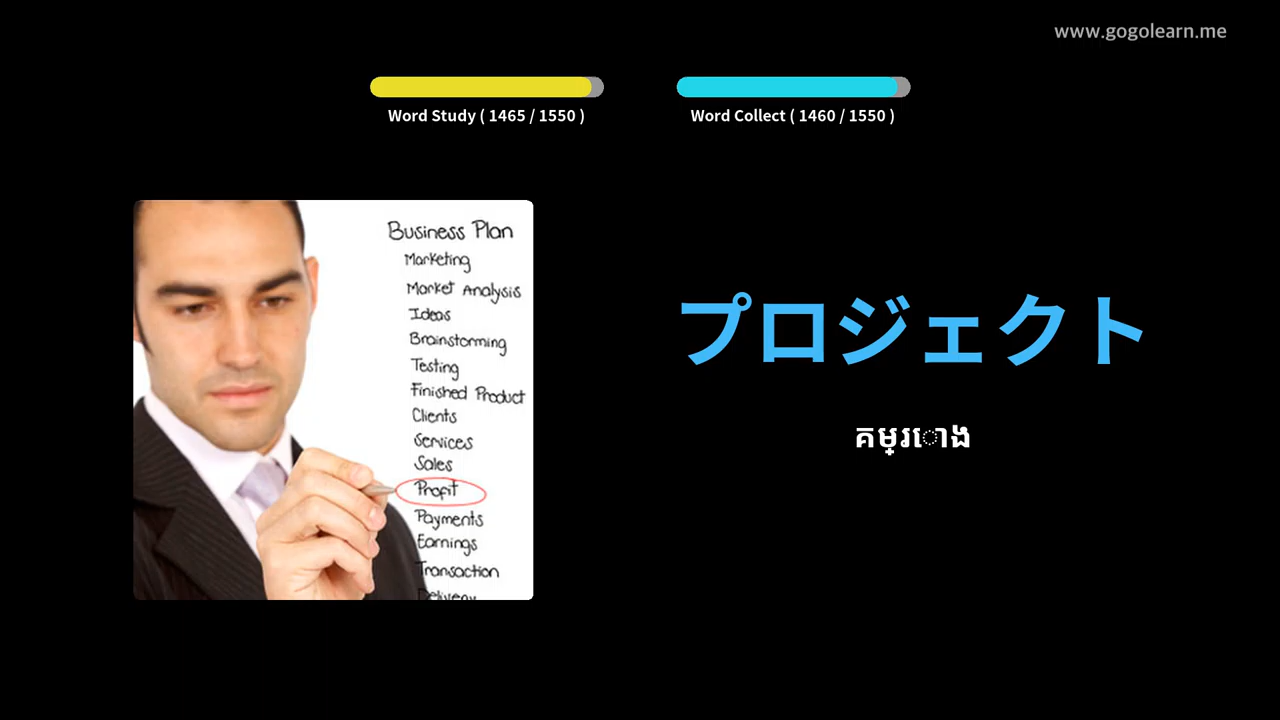 www.gogolearn.me
Word Study ( 1465 / 1550 )
Word Collect ( 1460 / 1550 )
Business Plan
Marketing
Market Analysis
Ideas
Brainstorming
Testing
Finished Product
Clients
Services
Sales
Profit
Payments
Earnings
Transaction
Delivery
プロジェクト
គម្រោង